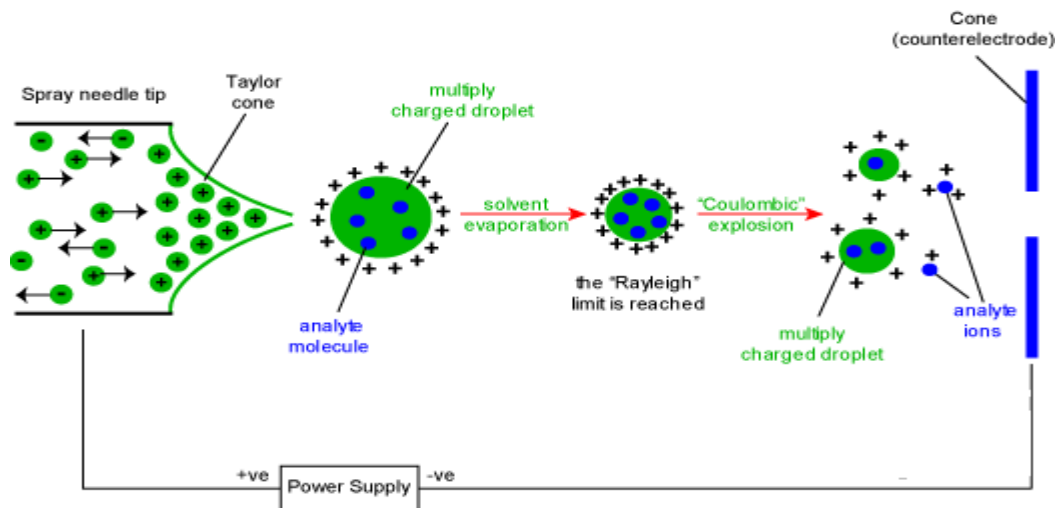 Cone
(counterelectrode)
Spray needle tip
Taylor
cone
multiply
charged droplet
solvent
evaporation
"Coulombic"
explosion
the "Rayleigh"
limit is reached
analyte
molecule
multiply
charged droplet
analyte
ions
+ve
Power Supply
-ve